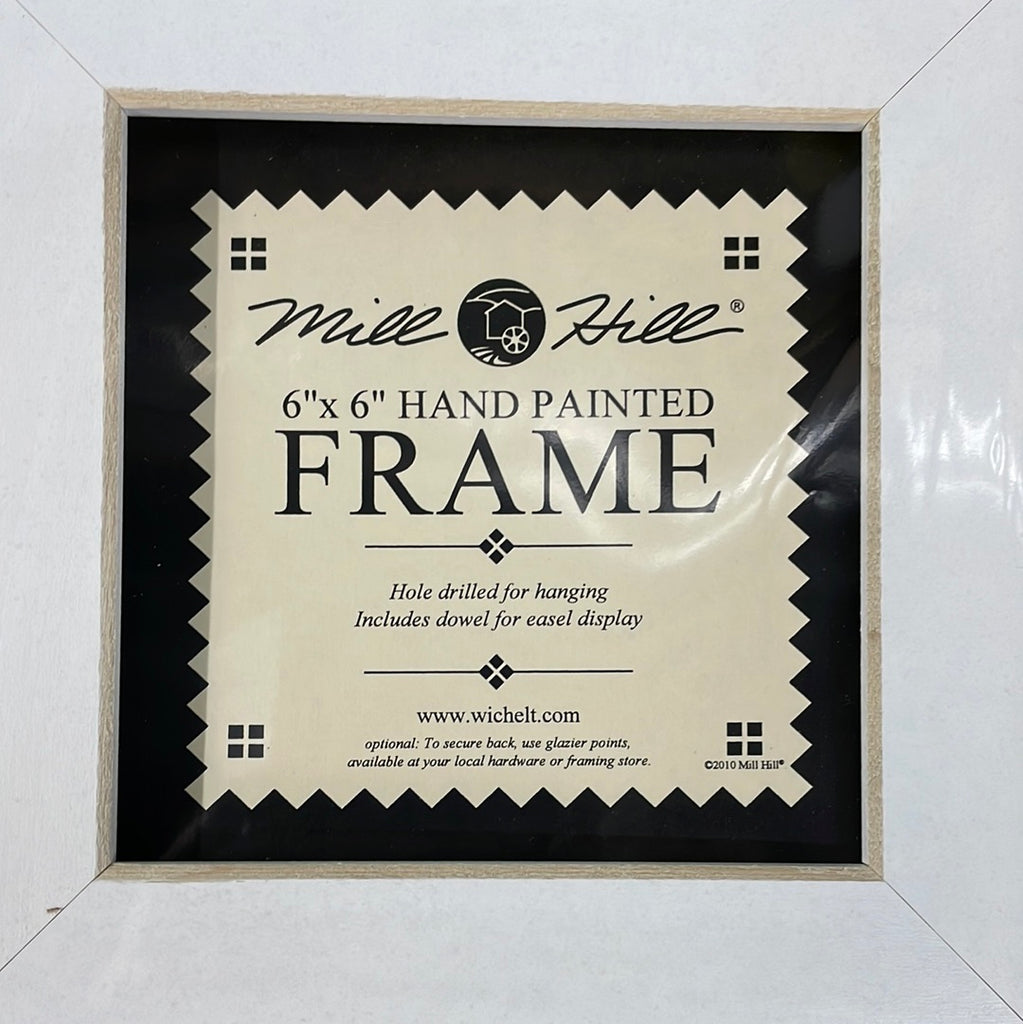 Mill Hill®
6"x 6" HAND PAINTED
FRAME
Hole drilled for hanging
Includes dowel for easel display
www.wichelt.com
optional: To secure back, use glazier points,
available at your local hardware or framing store.
©2010 Mill Hill®